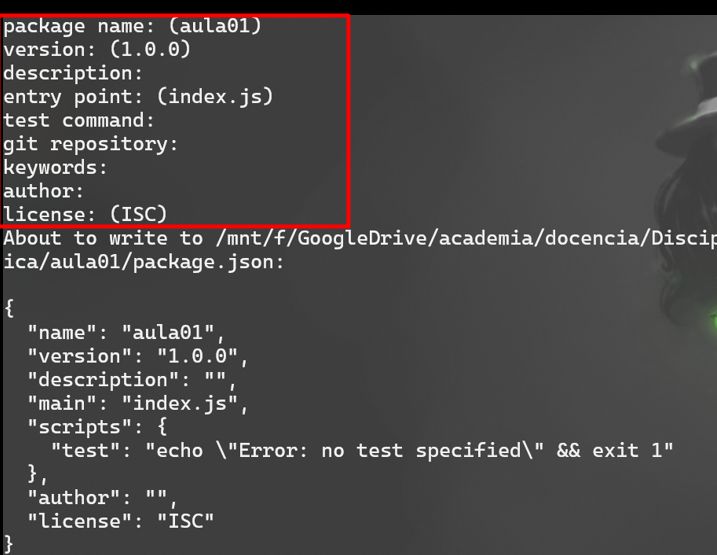 package name: (aula01)
version: (1.0.0)
description:
entry point: (index.js)
test command:
git repository:
keywords:
author:
license: (ISC)
About to write to /mnt/f/GoogleDrive/academia/docencia/Discip
ica/aula01/package.json:
{
  "name": "aula01",
  "version": "1.0.0",
  "description": "",
  "main": "index.js",
  "scripts": {
    "test": "echo \"Error: no test specified\" && exit 1"
  },
  "author": "",
  "license": "ISC"
}